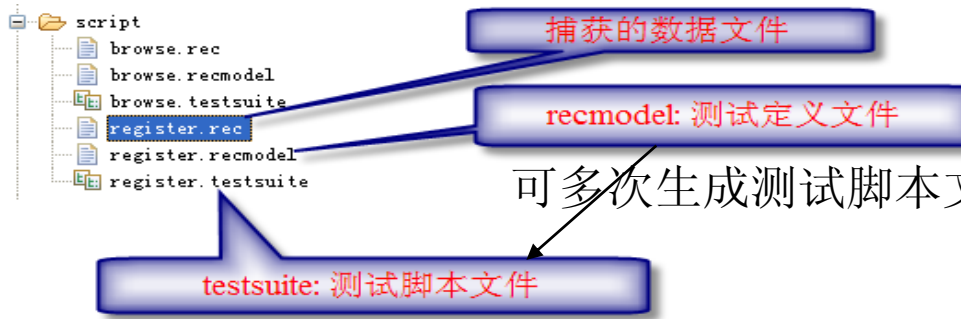 script
browse.rec
browse.recmodel
browse.testsuite
register.rec
register.recmodel
register.testsuite
捕获的数据文件
recmodel: 测试定义文件
可多次生成测试脚本
testsuite: 测试脚本文件